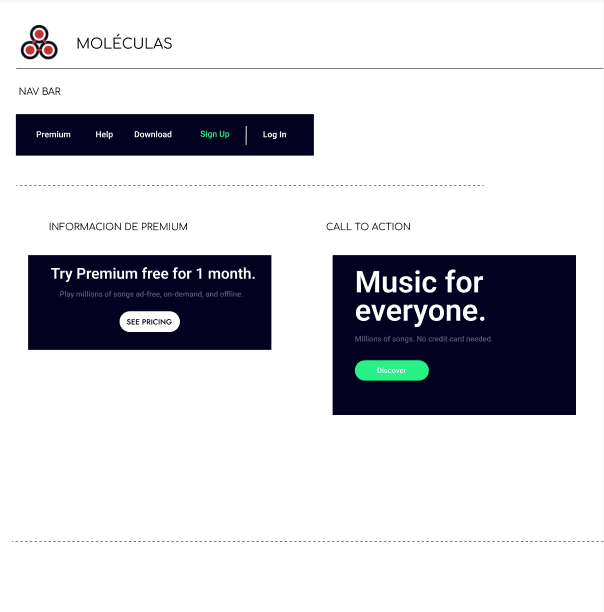 MOLÉCULAS
NAV BAR
Premium Help Download Sign Up Log In
INFORMACION DE PREMIUM
Try Premium free for 1 month.
Play millions of songs ad-free, on-demand, and offline.
SEE PRICING
CALL TO ACTION
Music for
everyone.
Millions of songs. No credit card needed.
Discover